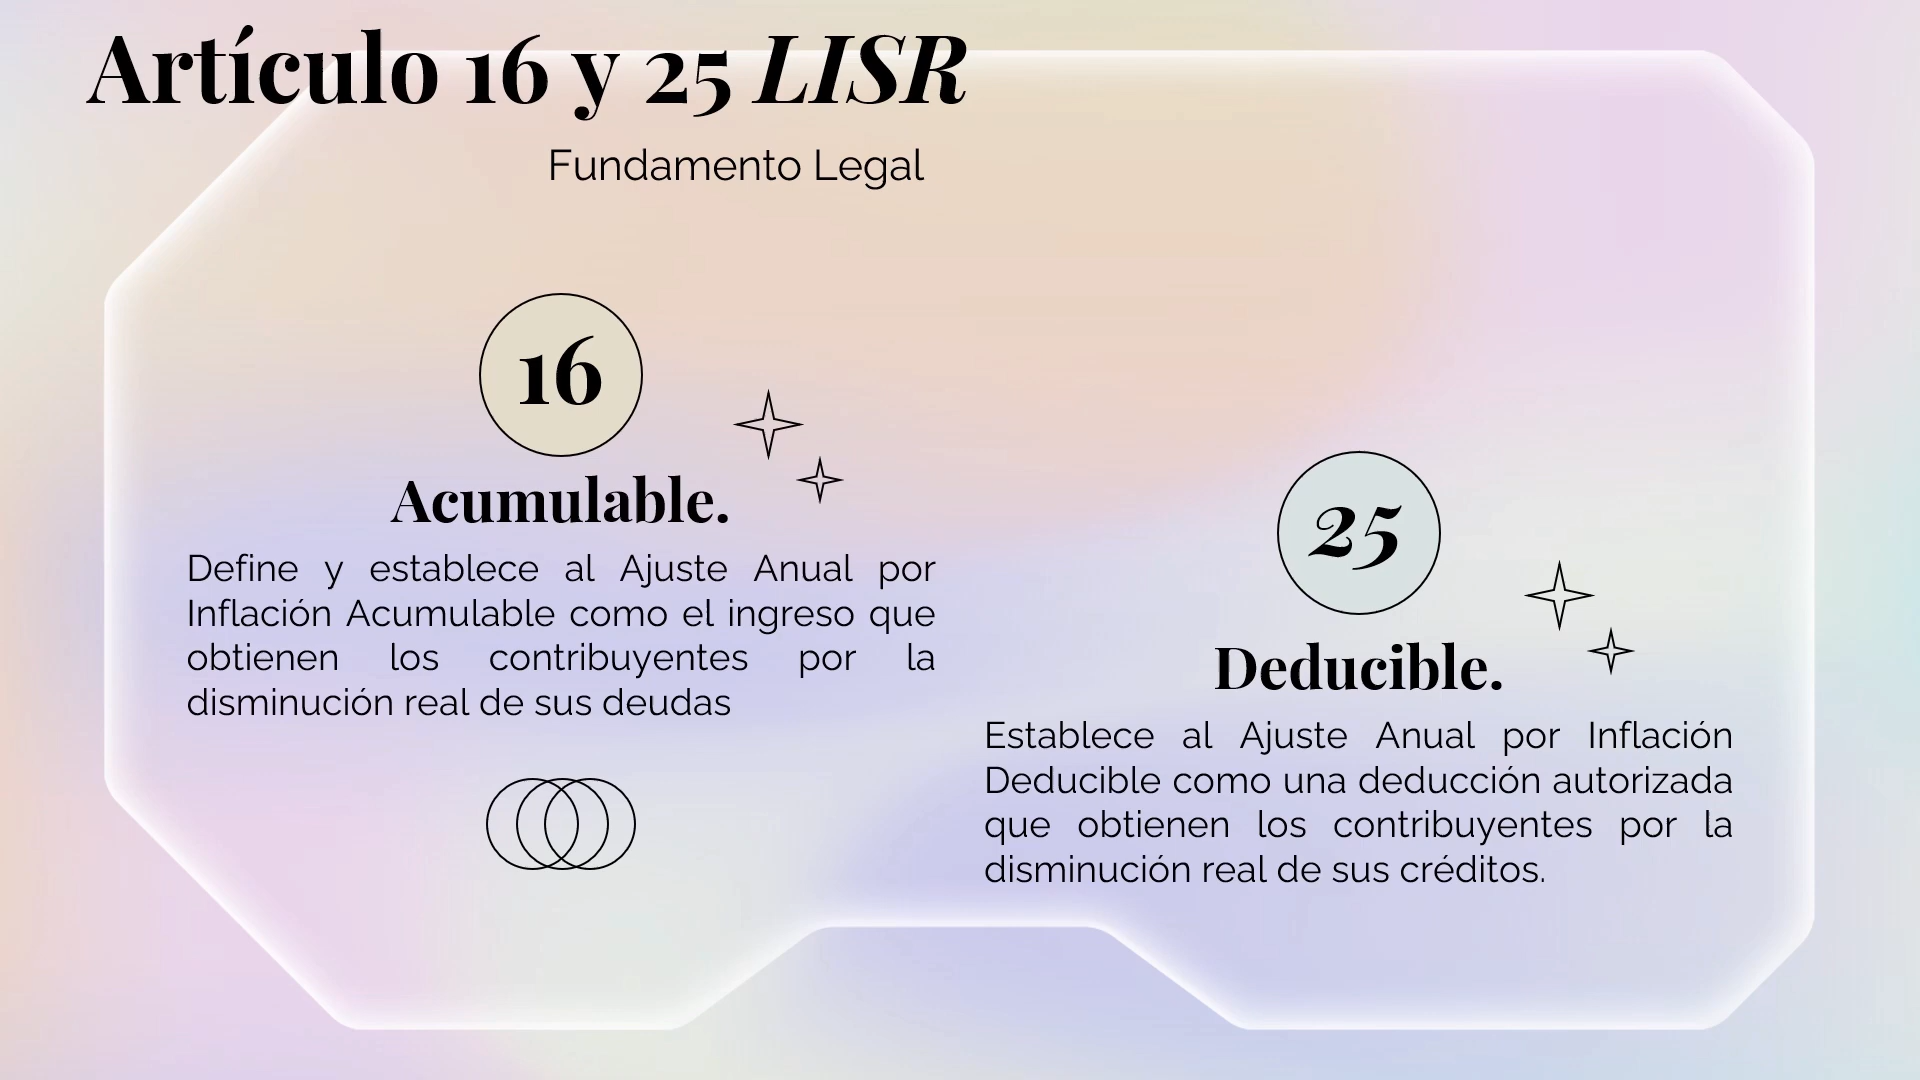 Artículo 16 y 25 LISR
Fundamento Legal
16
Acumulable.
Define y establece al Ajuste Anual por
Inflación Acumulable como el ingreso que
obtienen los contribuyentes por la
disminución real de sus deudas
25
Deducible.
Establece al Ajuste Anual por Inflación
Deducible como una deducción autorizada
que obtienen los contribuyentes por la
disminución real de sus créditos.